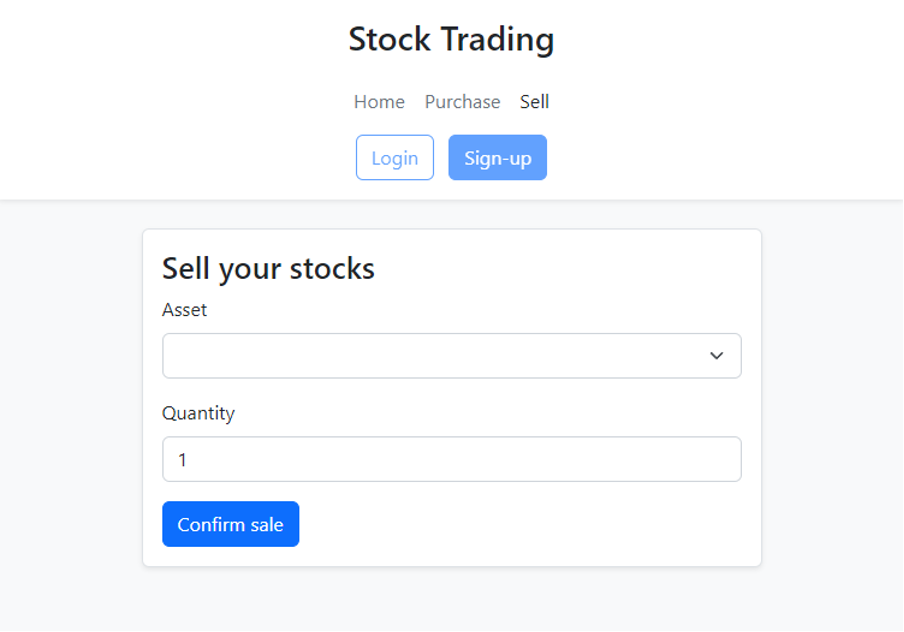 Stock Trading
Home Purchase Sell
Login Sign-up
Sell your stocks
Asset
Quantity
1
Confirm sale